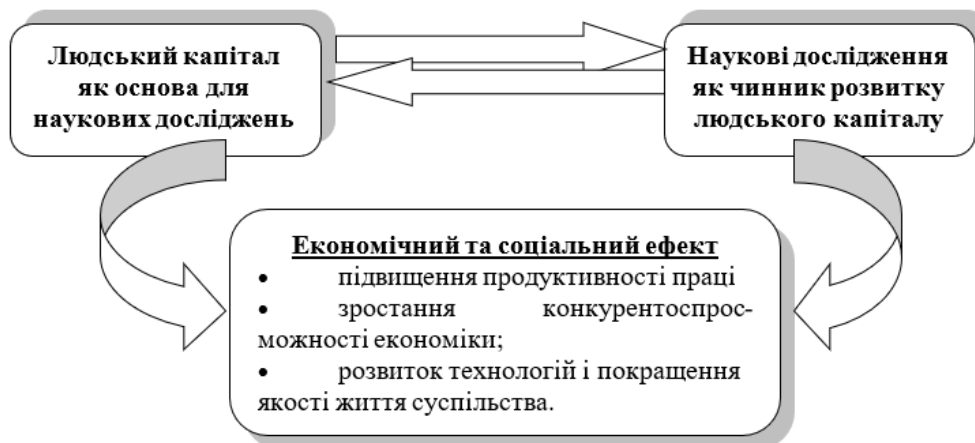 Людський капітал
як основа для
наукових досліджень
Наукові дослідження
як чинник розвитку
людського капіталу
Економічний та соціальний ефект
• підвищення продуктивності праці
• зростання конкурентоспрос-
можності економіки;
• розвиток технологій і покращення
якості життя суспільства.